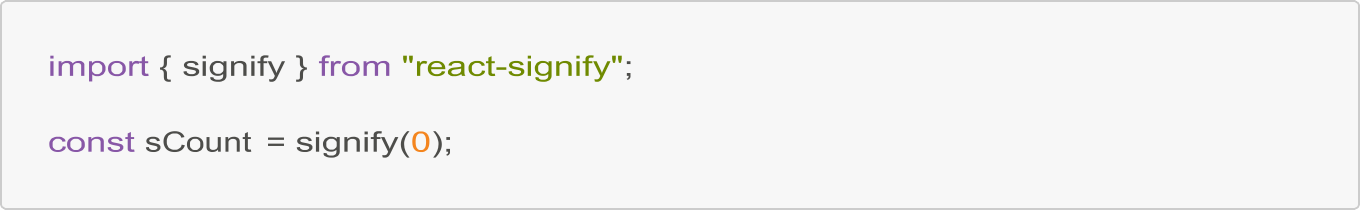 import { signify } from "react-signify";
const sCount = signify(0);